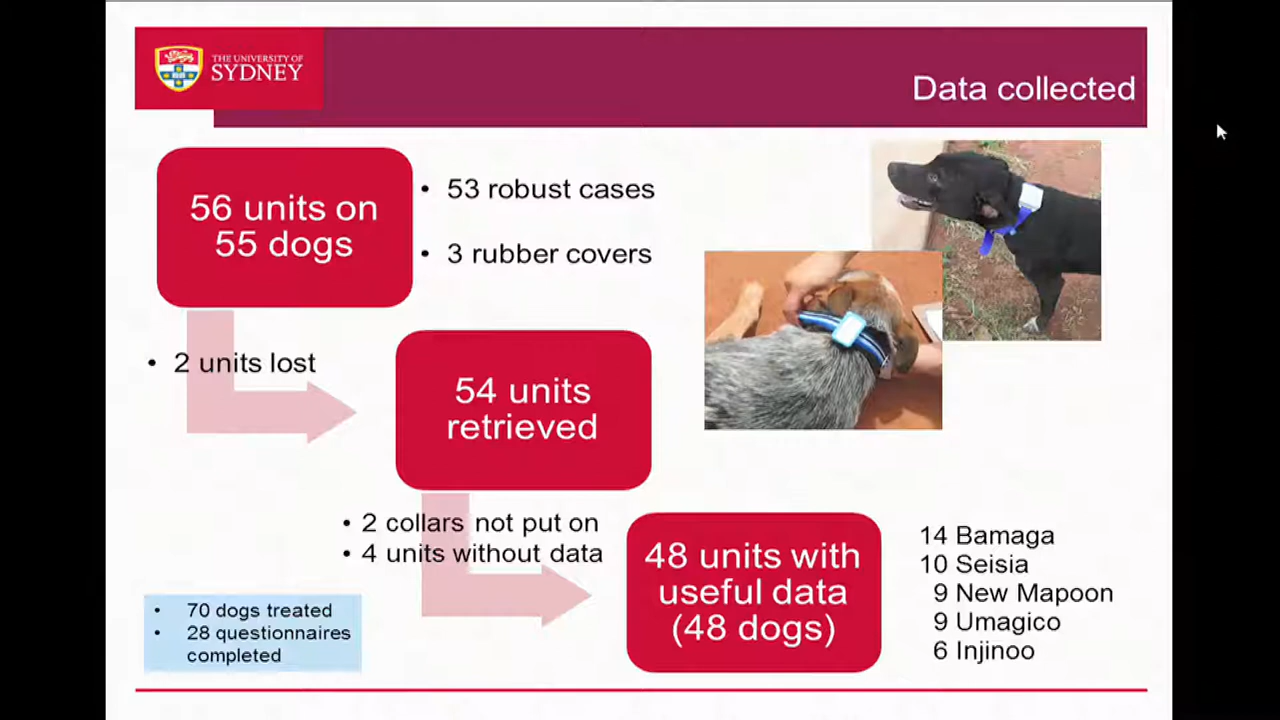 THE UNIVERSITY OF
SYDNEY
Data collected
56 units on
55 dogs
• 53 robust cases
• 3 rubber covers
• 2 units lost
54 units
retrieved
• 2 collars not put on
• 4 units without data
48 units with
useful data
(48 dogs)
14 Bamaga
10 Seisia
9 New Mapoon
9 Umagico
6 Injinoo
• 70 dogs treated
• 28 questionnaires
completed